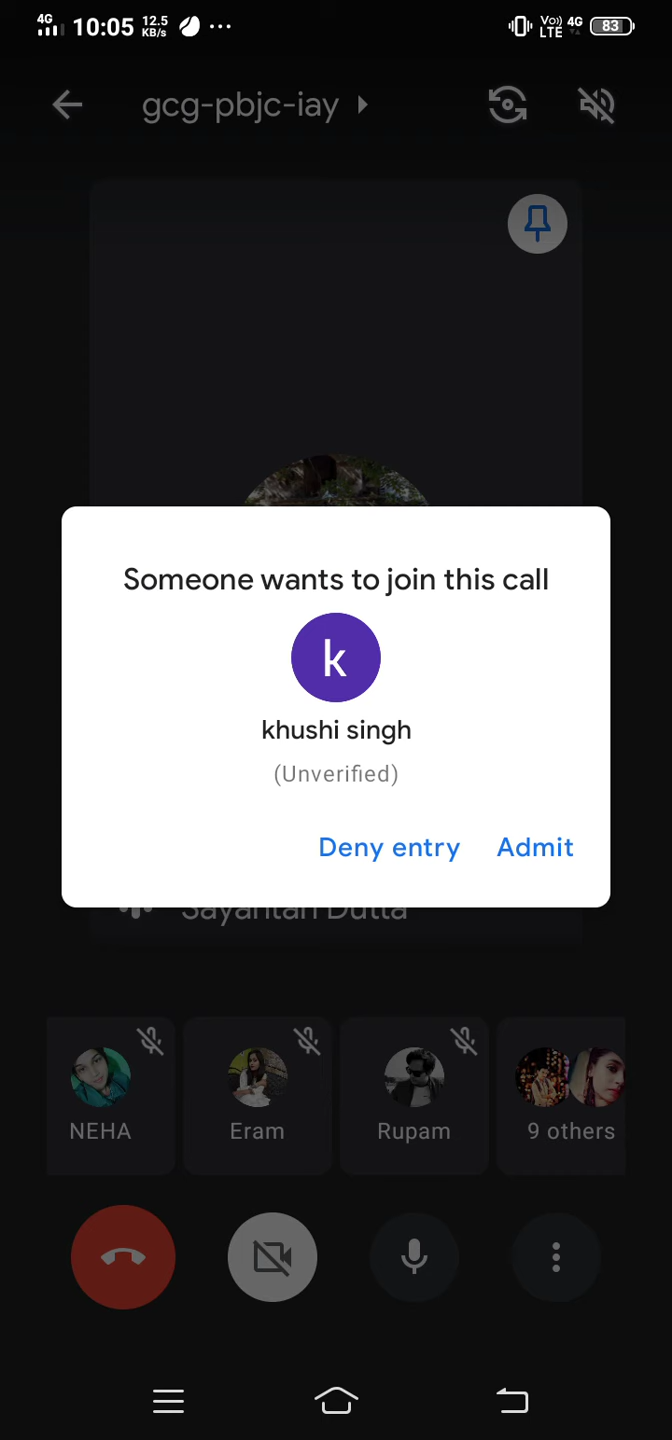 4G 10:05 12.5 KB/s ... Vo) LTE 4G 83
gcg-pbjc-iay
Someone wants to join this call
k
khushi singh
(Unverified)
Deny entry Admit
Sayantan Dutta
NEHA Eram Rupam 9 others